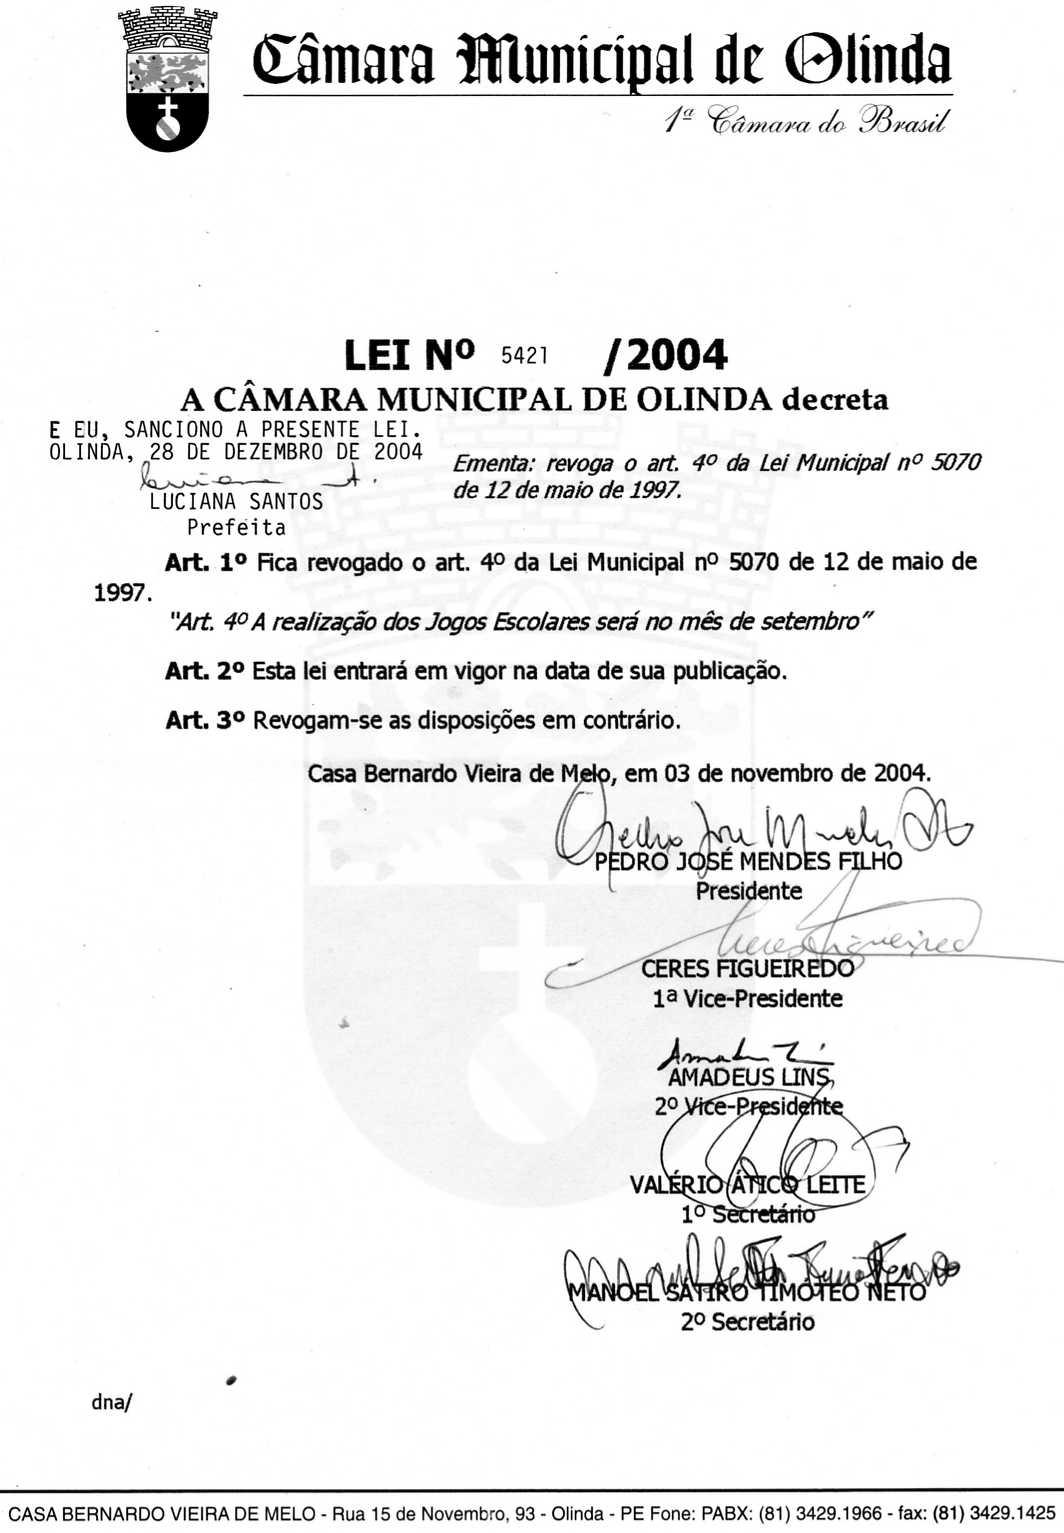 Câmara Municipal de Olinda
1ª Câmara do Brasil
LEI Nº 5421 /2004
A CÂMARA MUNICIPAL DE OLINDA decreta
E EU, SANCIONO A PRESENTE LEI.
OLINDA, 28 DE DEZEMBRO DE 2004
LUCIANA SANTOS
Prefeita
Ementa: revoga o art. 4º da Lei Municipal nº 5070
de 12 de maio de 1997.
Art. 1º Fica revogado o art. 4º da Lei Municipal nº 5070 de 12 de maio de
1997.
"Art. 4º A realização dos Jogos Escolares será no mês de setembro"
Art. 2º Esta lei entrará em vigor na data de sua publicação.
Art. 3º Revogam-se as disposições em contrário.
Casa Bernardo Vieira de Melo, em 03 de novembro de 2004.
PEDRO JOSÉ MENDES FILHO
Presidente
Ceres Figueiredo
CERES FIGUEIREDO
1ª Vice-Presidente
AMADEUS LINS
2º Vice-Presidente
VALÉRIO ÁTICO LEITE
1º Secretário
MANOEL SÁTIRO TIMÓTEO NETO
2º Secretário
dna/
CASA BERNARDO VIEIRA DE MELO - Rua 15 de Novembro, 93 - Olinda - PE Fone: PABX: (81) 3429.1966 - fax: (81) 3429.1425